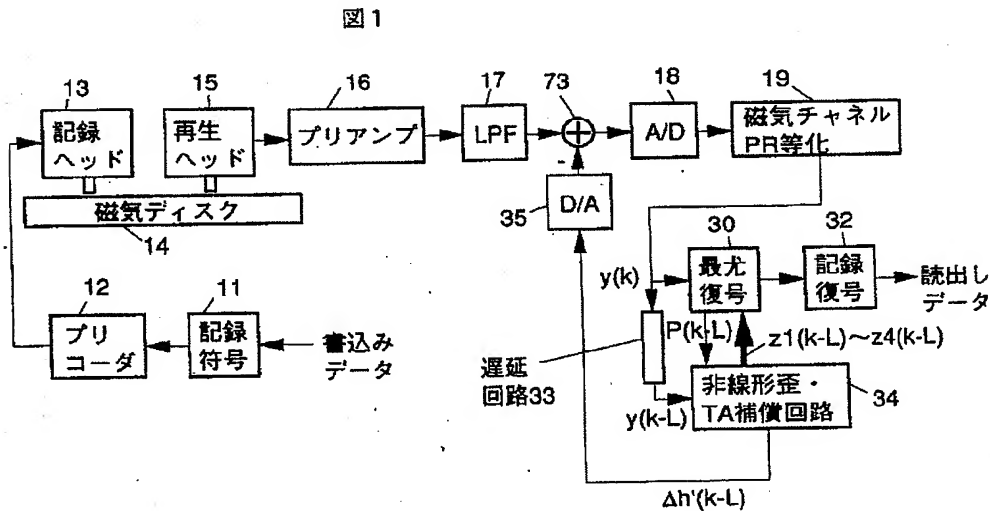 図1
13
記録
ヘッド
15
再生
ヘッド
16
プリアンプ
17
LPF
73
18
A/D
19
磁気チャネル
PR等化
磁気ディスク
14
-
35
D/A
12
プリ
コーダ
11
記録
符号
書込みデータ
y(k)
30
最尤
復号
32
記録
復号
読出し
データ
遅延
回路33
P(k-L)
z1(k-L)～z4(k-L)
y(k-L)
非線形歪・
TA補償回路
34
Δh'(k-L)